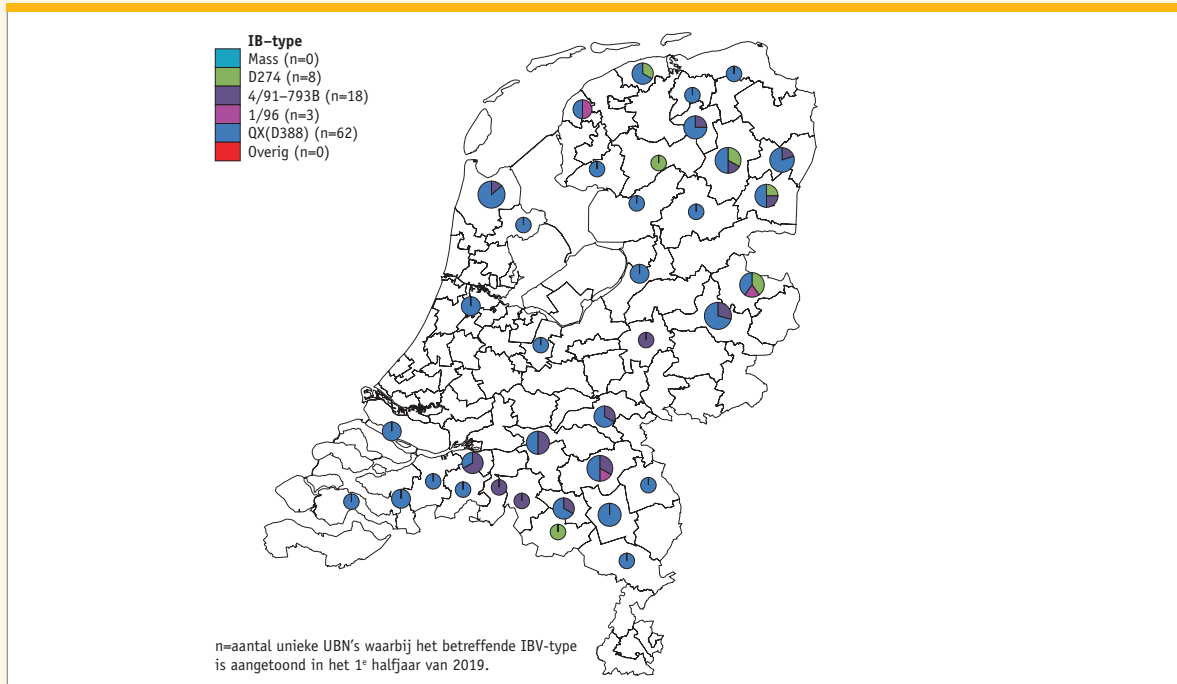 IB–type
Mass (n=0)
D274 (n=8)
4/91–793B (n=18)
1/96 (n=3)
QX(D388) (n=62)
Overig (n=0)
n=aantal unieke UBN's waarbij het betreffende IBV-type
is aangetoond in het 1e halfjaar van 2019.